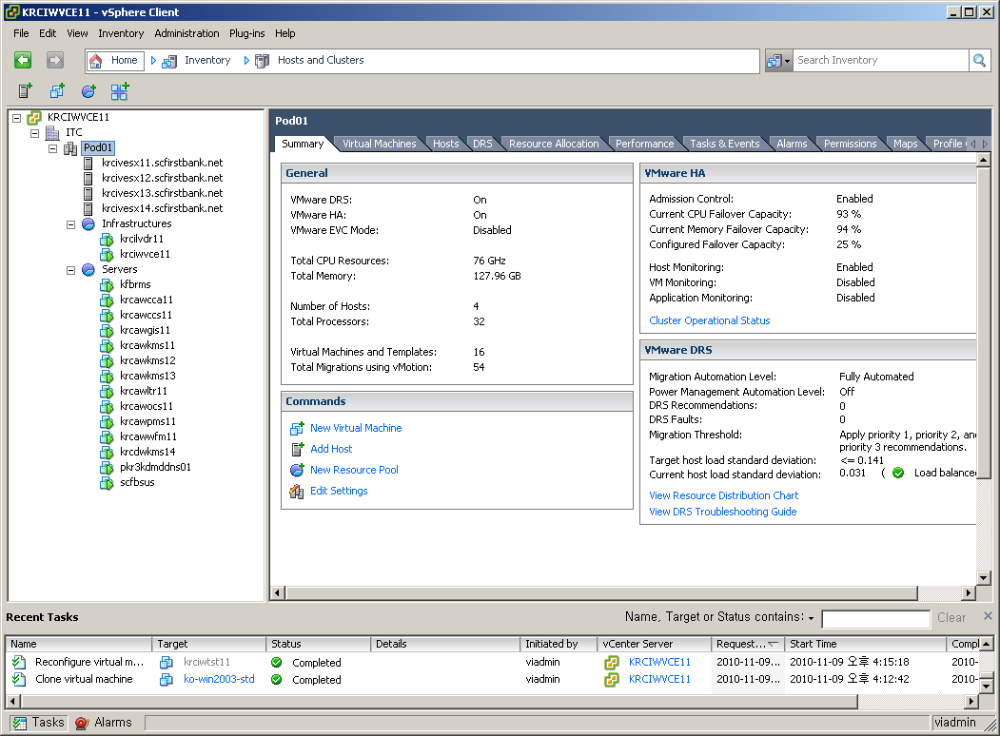 KRCIWVCE11 - vSphere Client
File Edit View Inventory Administration Plug-ins Help
Home Inventory Hosts and Clusters Search Inventory
KRCIWVCE11
ITC
Pod01
krcivesx11.scfirstbank.net
krcivesx12.scfirstbank.net
krcivesx13.scfirstbank.net
krcivesx14.scfirstbank.net
Infrastructures
krcilvdr11
krciwvce11
Servers
kfbrms
krcawcca11
krcawccs11
krcawgis11
krcawkms11
krcawkms12
krcawkms13
krcawltr11
krcawocs11
krcawpms11
krcawwfm11
krcdwkms14
pkr3kdmddns01
scfbsus
Pod01
Summary Virtual Machines Hosts DRS Resource Allocation Performance Tasks & Events Alarms Permissions Maps Profile
General
VMware DRS: On
VMware HA: On
VMware EVC Mode: Disabled
Total CPU Resources: 76 GHz
Total Memory: 127.96 GB
Number of Hosts: 4
Total Processors: 32
Virtual Machines and Templates: 16
Total Migrations using vMotion: 54
Commands
New Virtual Machine
Add Host
New Resource Pool
Edit Settings
VMware HA
Admission Control: Enabled
Current CPU Failover Capacity: 93 %
Current Memory Failover Capacity: 94 %
Configured Failover Capacity: 25 %
Host Monitoring: Enabled
VM Monitoring: Disabled
Application Monitoring: Disabled
Cluster Operational Status
VMware DRS
Migration Automation Level: Fully Automated
Power Management Automation Level: Off
DRS Recommendations: 0
DRS Faults: 0
Migration Threshold: Apply priority 1, priority 2, an
priority 3 recommendations.
Target host load standard deviation: <= 0.141
Current host load standard deviation: 0.031 ( Load balance
View Resource Distribution Chart
View DRS Troubleshooting Guide
Recent Tasks Name, Target or Status contains: Clear
Name Target Status Details Initiated by vCenter Server Request... Start Time Compl
Reconfigure virtual m... krciwtst11 Completed viadmin KRCIWVCE11 2010-11-09... 2010-11-09 오후 4:15:18 2010-
Clone virtual machine ko-win2003-std Completed viadmin KRCIWVCE11 2010-11-09... 2010-11-09 오후 4:12:42 2010-
Tasks Alarms viadmin